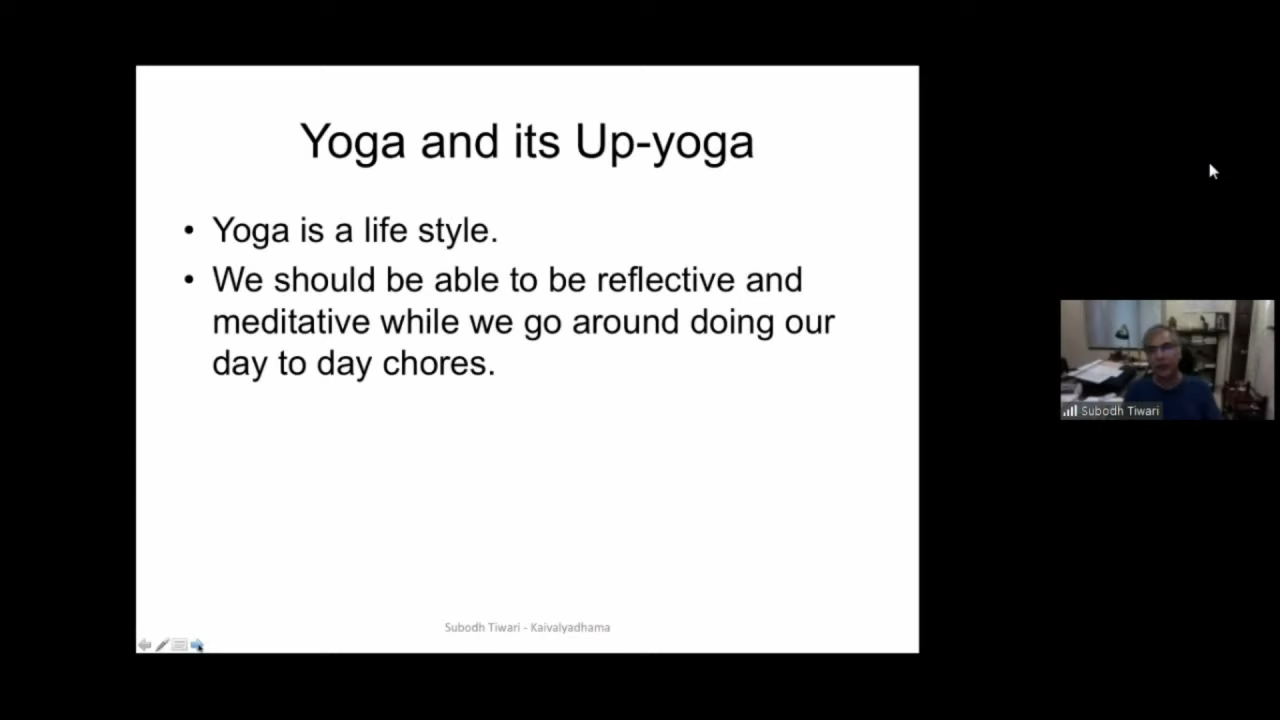 Yoga and its Up-yoga
• Yoga is a life style.
• We should be able to be reflective and
meditative while we go around doing our
day to day chores.
Subodh Tiwari
Subodh Tiwari - Kaivalyadhama